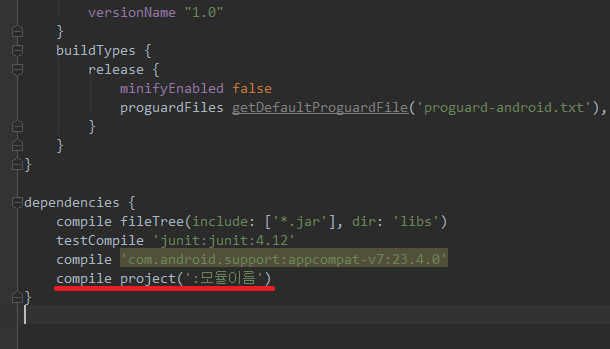 versionName "1.0"
}
buildTypes {
release {
minifyEnabled false
proguardFiles getDefaultProguardFile('proguard-android.txt'),
}
}
}
dependencies {
compile fileTree(include: ['*.jar'], dir: 'libs')
testCompile 'junit:junit:4.12'
compile 'com.android.support:appcompat-v7:23.4.0'
compile project(':모듈이름')
}